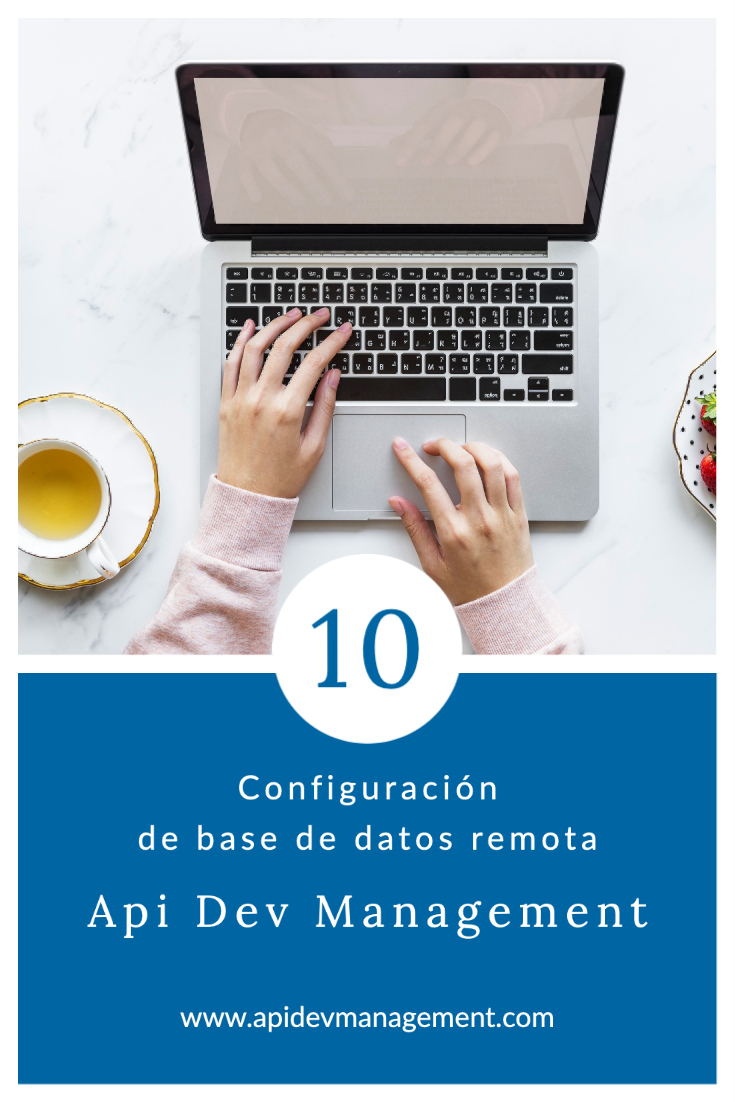 10
Configuración
de base de datos remota
Api Dev Management
www.apidevmanagement.com